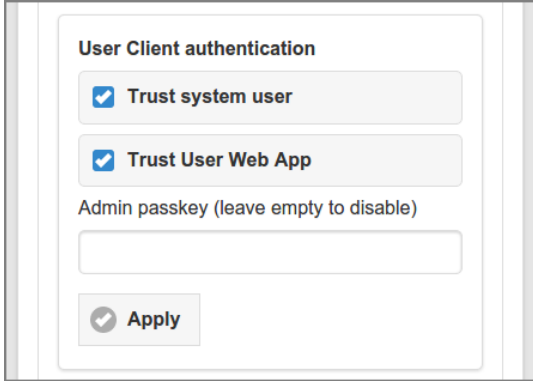 User Client authentication
Trust system user
Trust User Web App
Admin passkey (leave empty to disable)
Apply